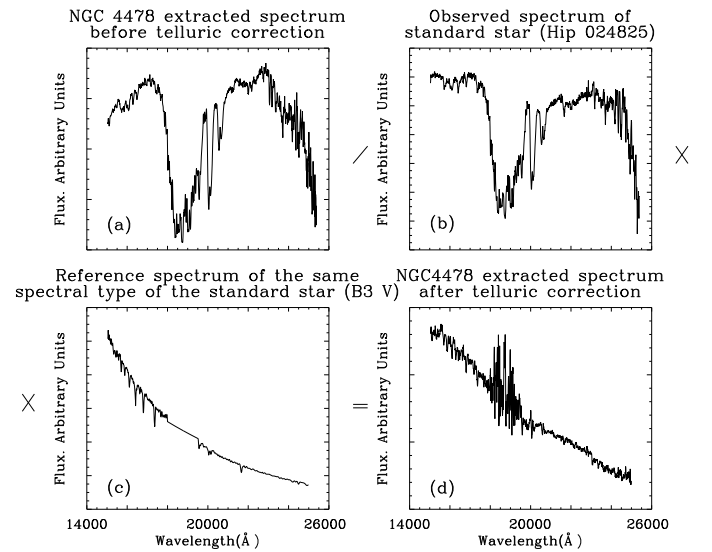 NGC 4478 extracted spectrum
before telluric correction
Observed spectrum of
standard star (Hip 024825)
Flux. Arbitrary Units
(a)
/
Flux. Arbitrary Units
(b)
X
Reference spectrum of the same
spectral type of the standard star (B3 V)
NGC4478 extracted spectrum
after telluric correction
X
Flux. Arbitrary Units
(c)
=
Flux. Arbitrary Units
(d)
14000 20000 26000
Wavelength(Å )
14000 20000 26000
Wavelength(Å )